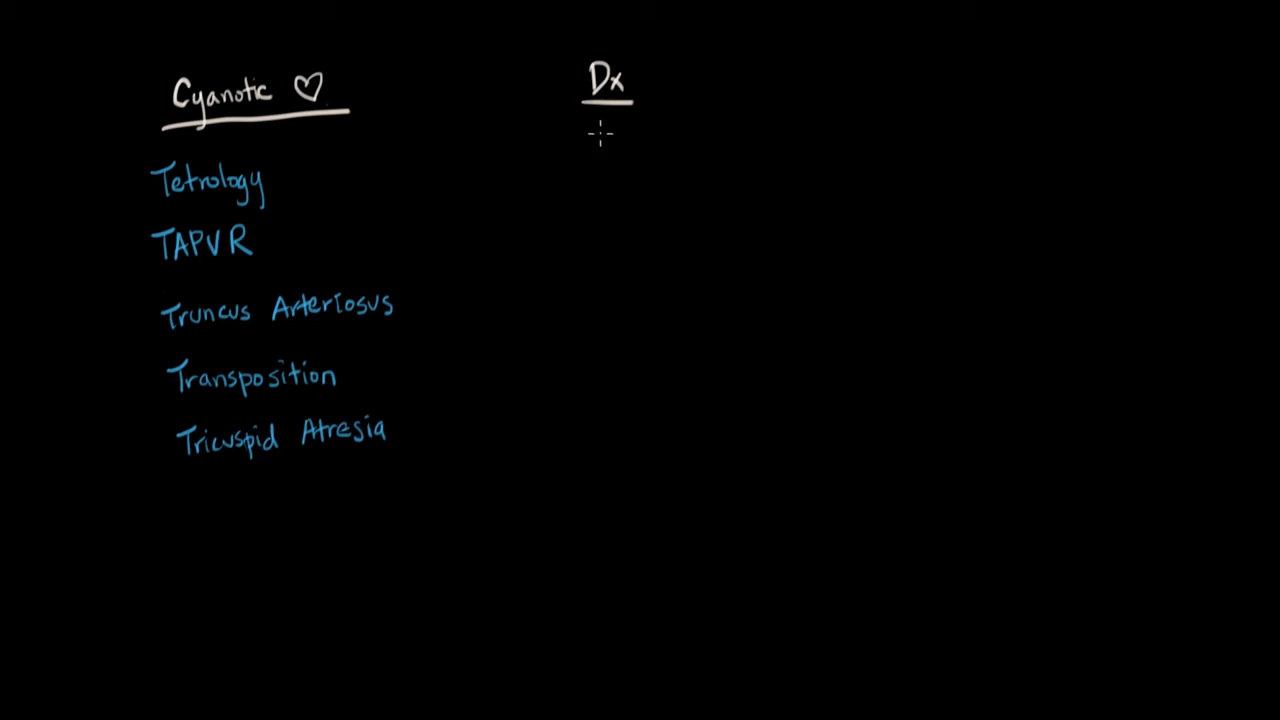 Cyanotic ♡
Dx
Tetrology
TAPVR
Truncus Arteriosus
Transposition
Tricuspid Atresia